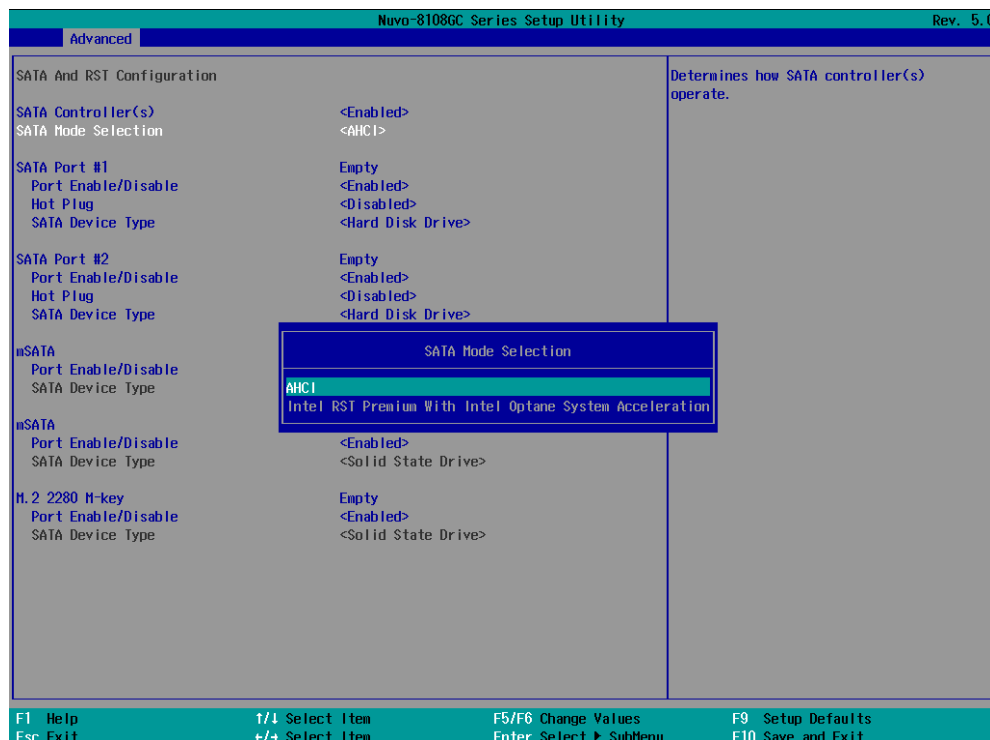 Nuvo-8108GC Series Setup Utility Rev. 5.0
Advanced
SATA And RST Configuration
Determines how SATA controller(s)
operate.
SATA Controller(s) <Enabled>
SATA Mode Selection <AHCI>
SATA Port #1 Empty
Port Enable/Disable <Enabled>
Hot Plug <Disabled>
SATA Device Type <Hard Disk Drive>
SATA Port #2 Empty
Port Enable/Disable <Enabled>
Hot Plug <Disabled>
SATA Device Type <Hard Disk Drive>
mSATA
Port Enable/Disable
SATA Device Type
SATA Mode Selection
AHCI
Intel RST Premium With Intel Optane System Acceleration
mSATA
Port Enable/Disable <Enabled>
SATA Device Type <Solid State Drive>
M.2 2280 M-key Empty
Port Enable/Disable <Enabled>
SATA Device Type <Solid State Drive>
F1 Help ↑/↓ Select Item F5/F6 Change Values F9 Setup Defaults
Esc Exit ←/→ Select Item Enter Select ▶ SubMenu F10 Save and Exit